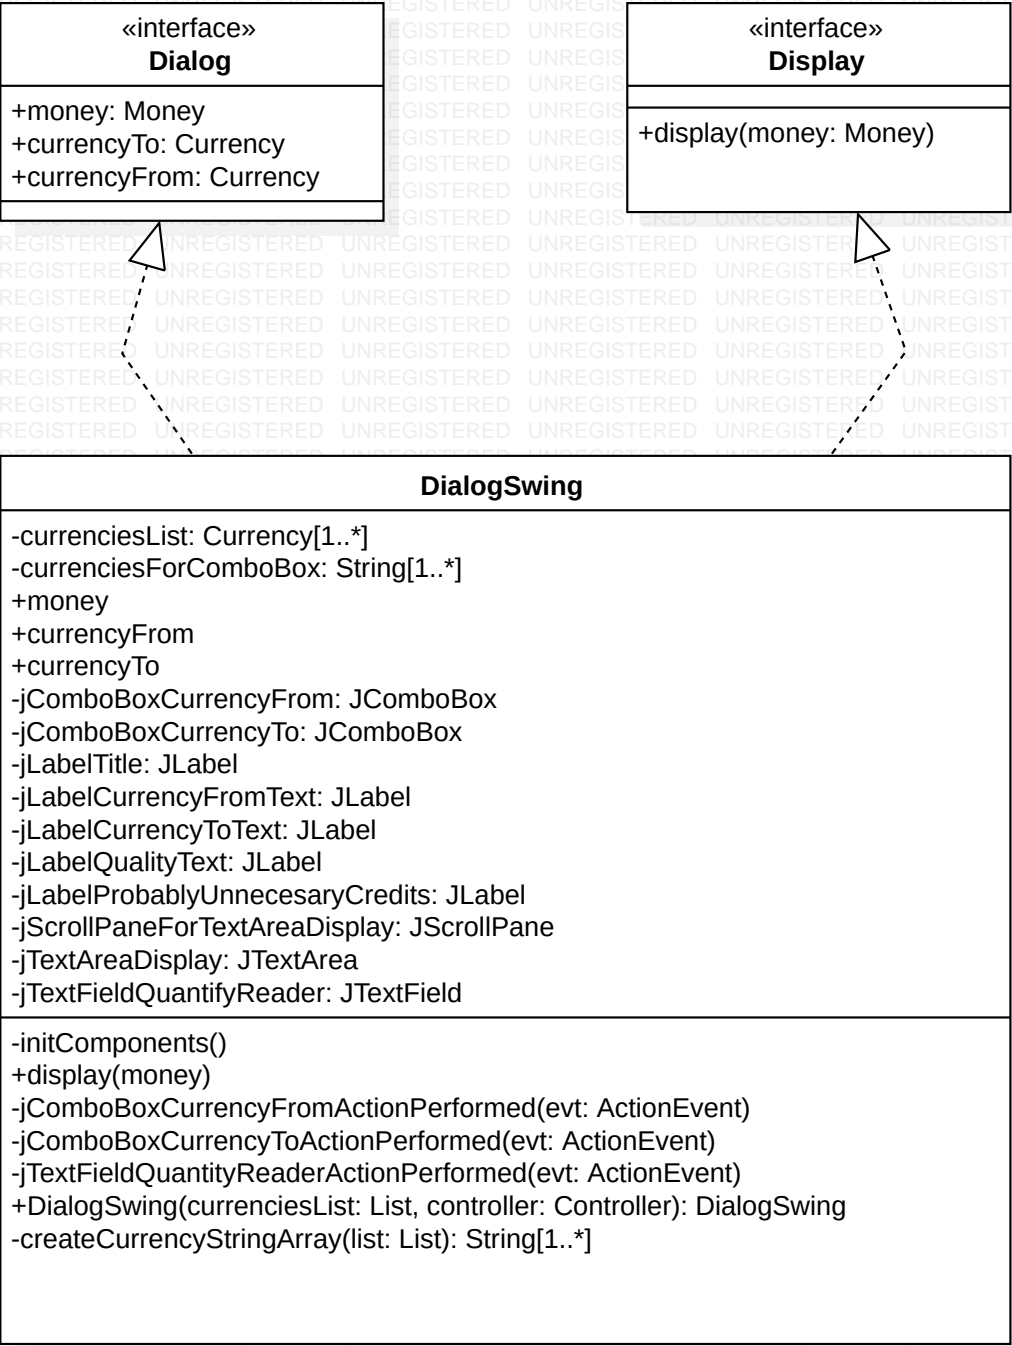 «interface»
Dialog
+money: Money
+currencyTo: Currency
+currencyFrom: Currency
«interface»
Display
+display(money: Money)
DialogSwing
-currenciesList: Currency[1..*]
-currenciesForComboBox: String[1..*]
+money
+currencyFrom
+currencyTo
-jComboBoxCurrencyFrom: JComboBox
-jComboBoxCurrencyTo: JComboBox
-jLabelTitle: JLabel
-jLabelCurrencyFromText: JLabel
-jLabelCurrencyToText: JLabel
-jLabelQualityText: JLabel
-jLabelProbablyUnnecesaryCredits: JLabel
-jScrollPaneForTextAreaDisplay: JScrollPane
-jTextAreaDisplay: JTextArea
-jTextFieldQuantifyReader: JTextField
-initComponents()
+display(money)
-jComboBoxCurrencyFromActionPerformed(evt: ActionEvent)
-jComboBoxCurrencyToActionPerformed(evt: ActionEvent)
-jTextFieldQuantityReaderActionPerformed(evt: ActionEvent)
+DialogSwing(currenciesList: List, controller: Controller): DialogSwing
-createCurrencyStringArray(list: List): String[1..*]